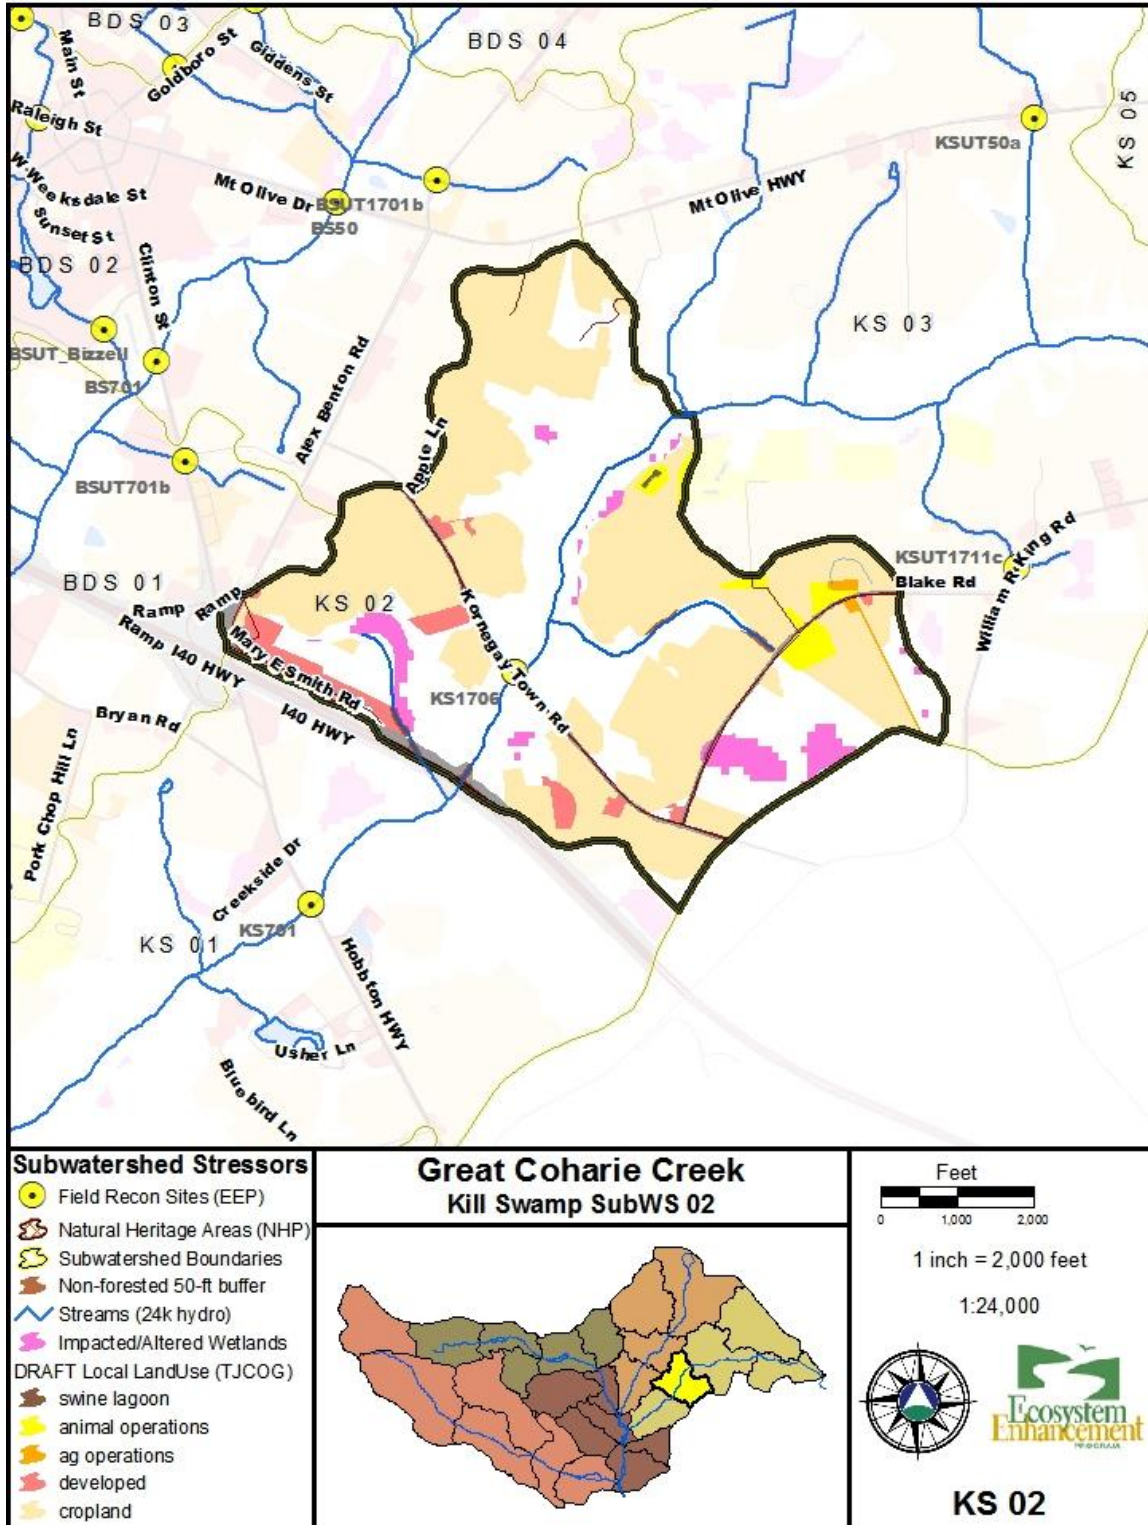 BDS 03
BDS 04
Main St
Goldboro St
Giddens St
Raleigh St
KS 05
KSUT50a
W Weeksdale St
Mt Olive Dr
BSUT1701b
BS50
Mt Olive HWY
Sunset St
BDS 02
Clinton St
KS 03
BSUT_Bizzell
BS701
Alex Benton Rd
Apple Ln
BSUT701b
KSUT1711c
King Rd
BDS 01
Ramp
Ramp
KS 02
Blake Rd
Ramp I40 HWY
Mary E Smith Rd
Kornegay Town Rd
KS1706
I40 HWY
Bryan Rd
Pork Chop Hill Ln
Creekside Dr
KS701
KS 01
Hobbton HWY
Usher Ln
Bluebird Ln
Subwatershed Stressors
Field Recon Sites (EEP)
Natural Heritage Areas (NHP)
Subwatershed Boundaries
Non-forested 50-ft buffer
Streams (24k hydro)
Impacted/Altered Wetlands
DRAFT Local LandUse (TJCOG)
swine lagoon
animal operations
ag operations
developed
cropland
Great Coharie Creek
Kill Swamp SubWS 02
Feet
0 1,000 2,000
1 inch = 2,000 feet
1:24,000
Ecosystem
Enhancement
PROGRAM
KS 02